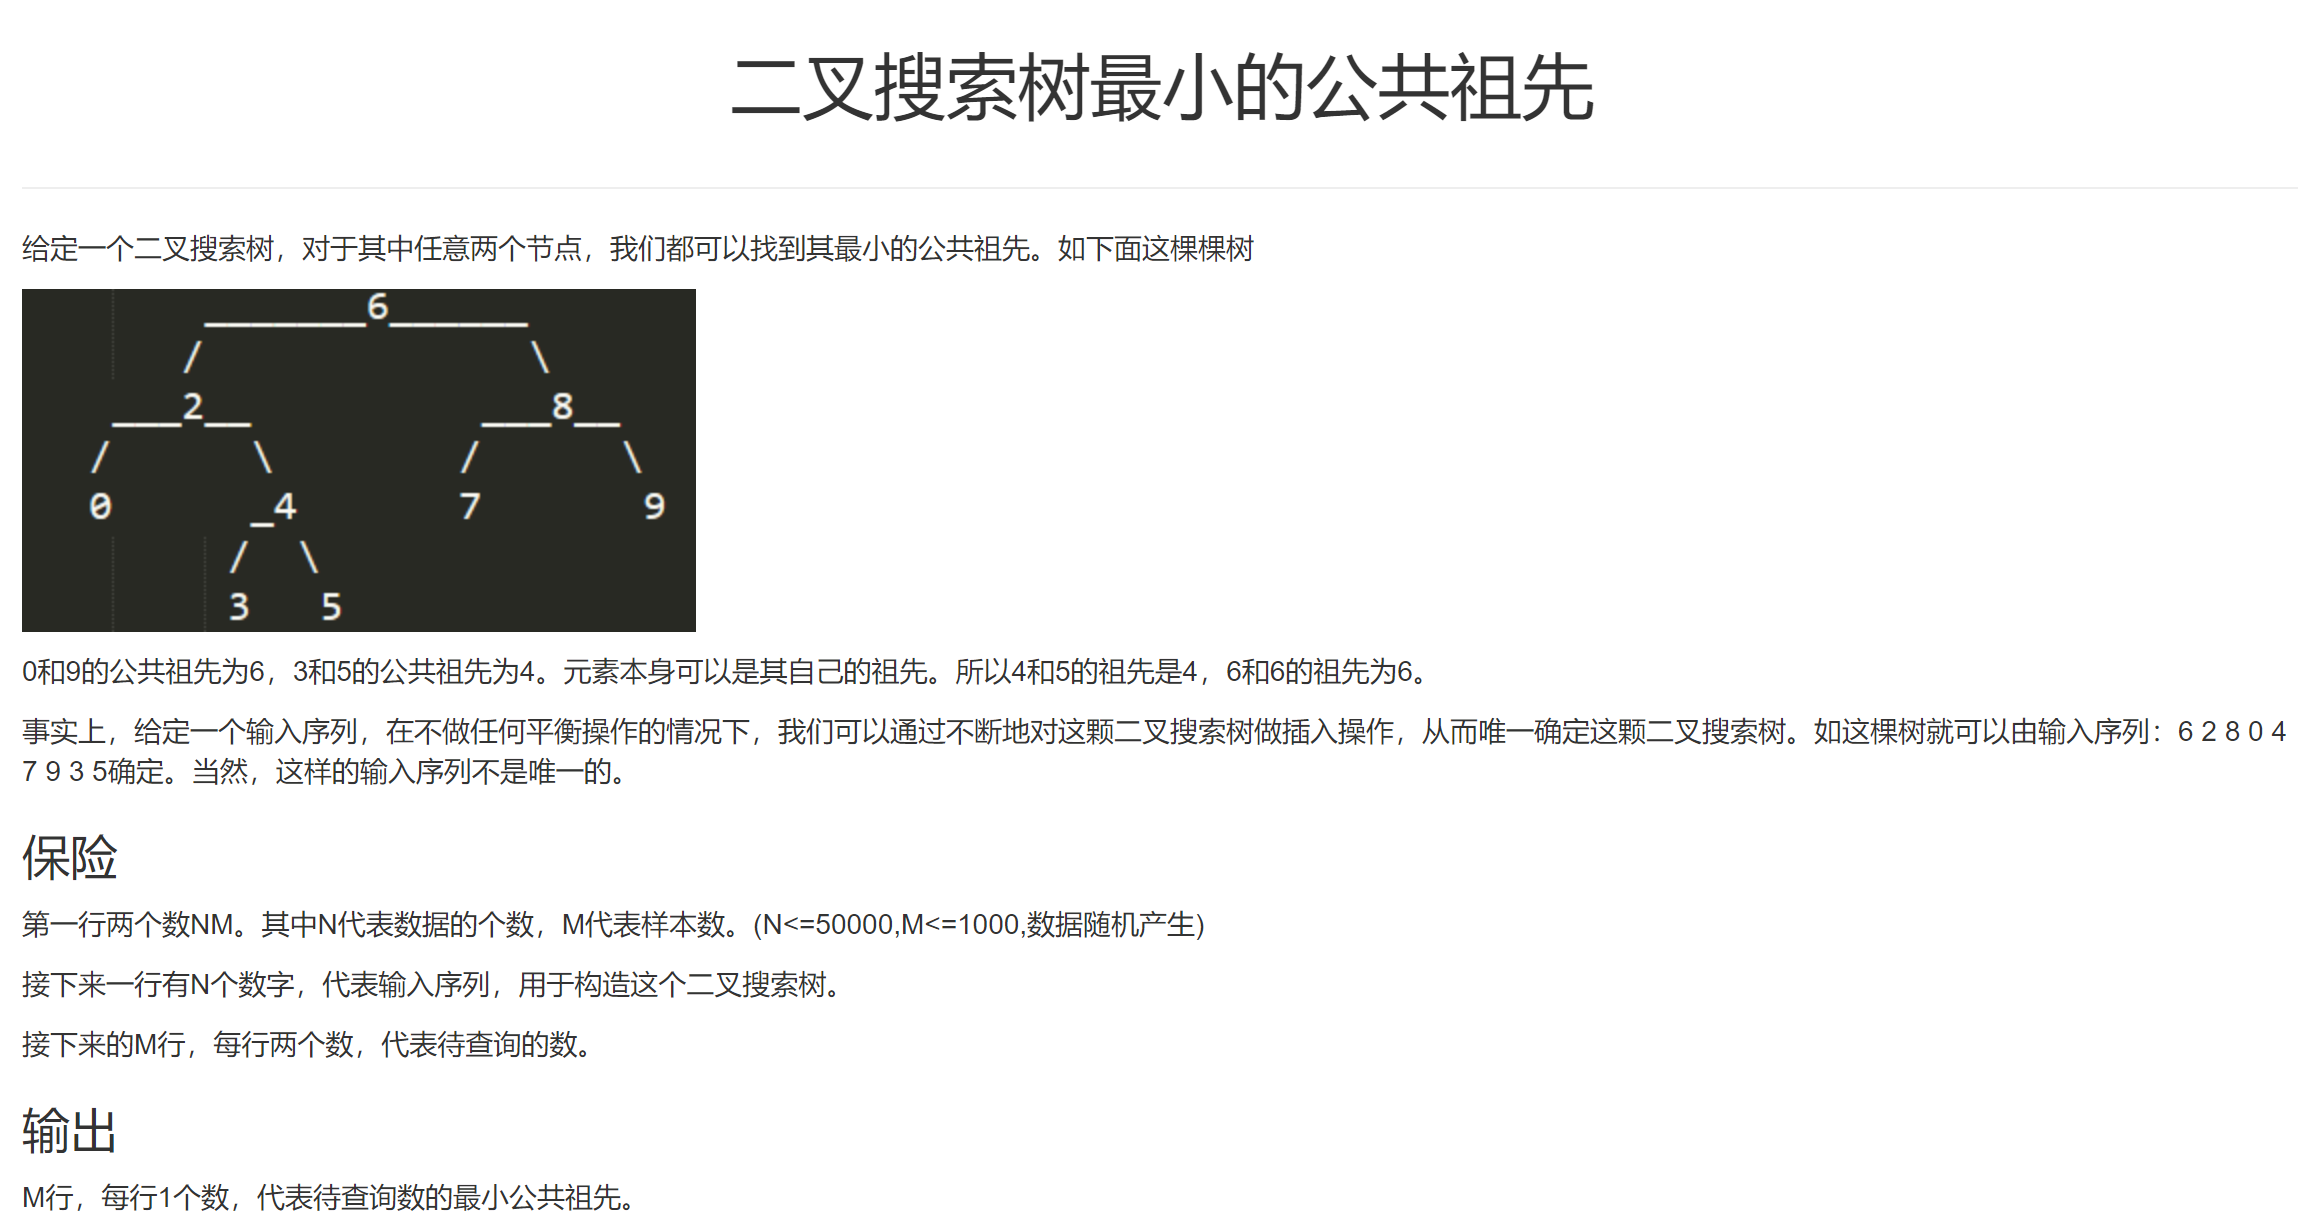 二叉搜索树最小的公共祖先
给定一个二叉搜索树，对于其中任意两个节点，我们都可以找到其最小的公共祖先。如下面这棵棵树
_______6______
/ \
___2__ ___8__
/ \ / \
0 _4 7 9
/ \
3 5
0和9的公共祖先为6，3和5的公共祖先为4。元素本身可以是其自己的祖先。所以4和5的祖先是4，6和6的祖先为6。
事实上，给定一个输入序列，在不做任何平衡操作的情况下，我们可以通过不断地对这颗二叉搜索树做插入操作，从而唯一确定这颗二叉搜索树。如这棵树就可以由输入序列：6 2 8 0 4
7 9 3 5确定。当然，这样的输入序列不是唯一的。
保险
第一行两个数NM。其中N代表数据的个数，M代表样本数。(N<=50000,M<=1000,数据随机产生)
接下来一行有N个数字，代表输入序列，用于构造这个二叉搜索树。
接下来的M行，每行两个数，代表待查询的数。
输出
M行，每行1个数，代表待查询数的最小公共祖先。